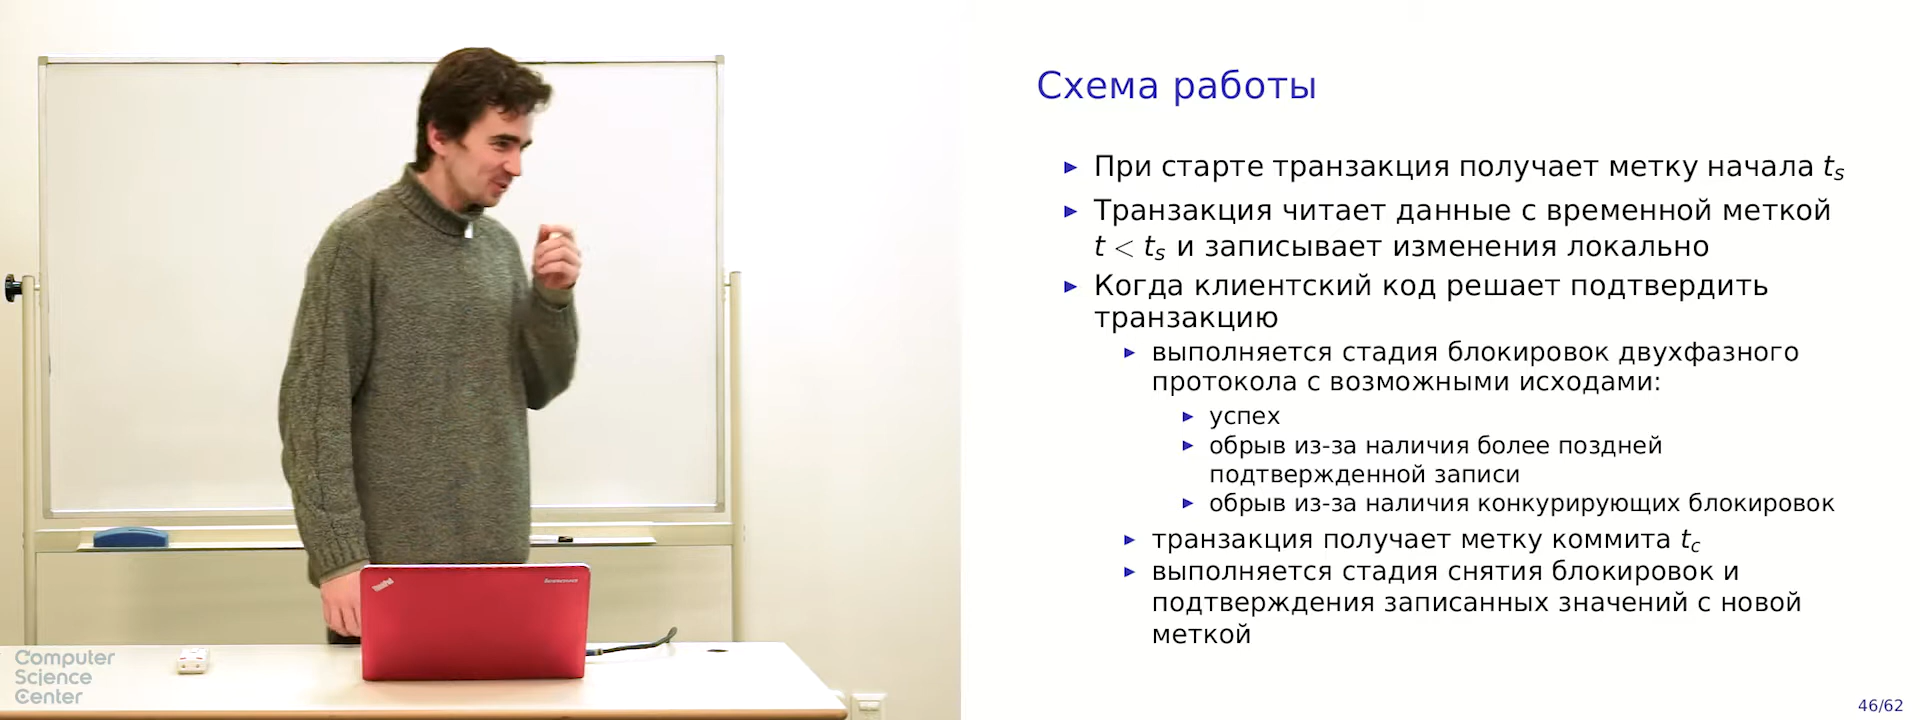 Схема работы
► При старте транзакция получает метку начала tₛ
► Транзакция читает данные с временной меткой
t < tₛ и записывает изменения локально
► Когда клиентский код решает подтвердить
транзакцию
► выполняется стадия блокировок двухфазного
протокола с возможными исходами:
► успех
► обрыв из-за наличия более поздней
подтвержденной записи
► обрыв из-за наличия конкурирующих блокировок
► транзакция получает метку коммита t_c
► выполняется стадия снятия блокировок и
подтверждения записанных значений с новой
меткой
46/62
Computer
Science
Center
ThinkPad